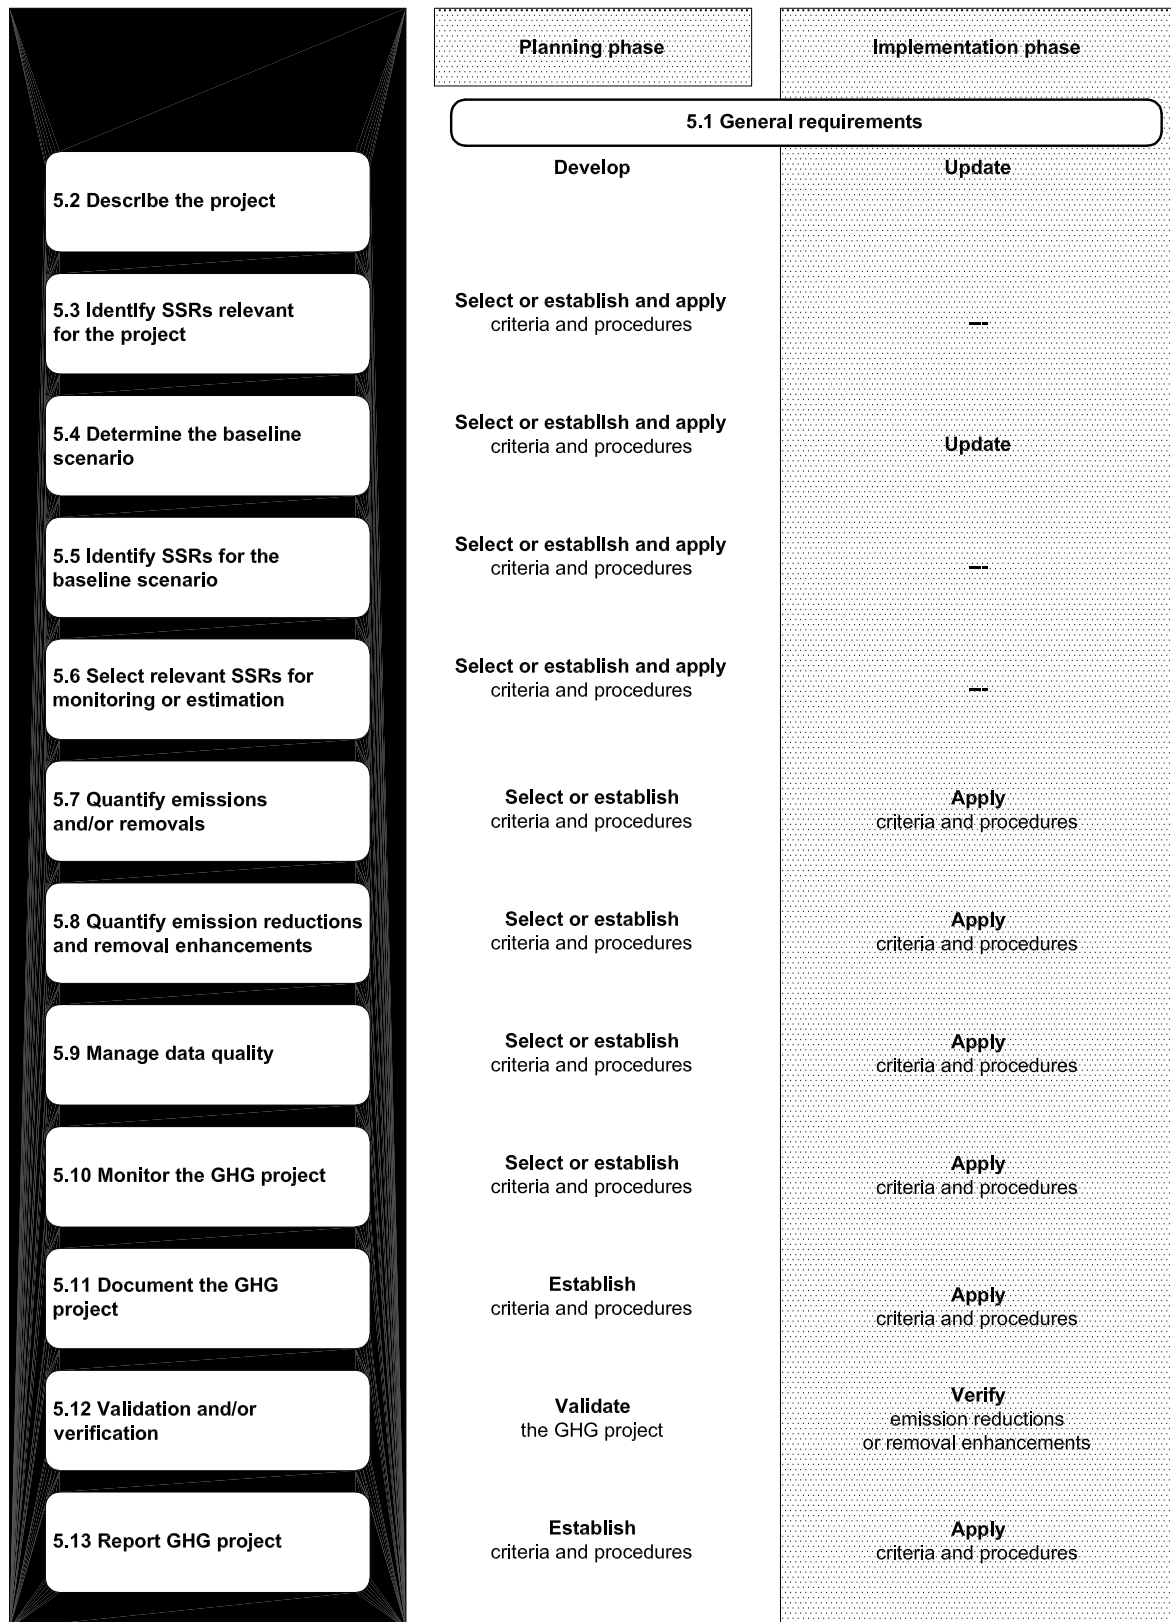 Planning phase
Implementation phase
5.1 General requirements
5.2 Describe the project
Develop
Update
5.3 Identify SSRs relevant
for the project
Select or establish and apply
criteria and procedures
---
5.4 Determine the baseline
scenario
Select or establish and apply
criteria and procedures
Update
5.5 Identify SSRs for the
baseline scenario
Select or establish and apply
criteria and procedures
---
5.6 Select relevant SSRs for
monitoring or estimation
Select or establish and apply
criteria and procedures
---
5.7 Quantify emissions
and/or removals
Select or establish
criteria and procedures
Apply
criteria and procedures
5.8 Quantify emission reductions
and removal enhancements
Select or establish
criteria and procedures
Apply
criteria and procedures
5.9 Manage data quality
Select or establish
criteria and procedures
Apply
criteria and procedures
5.10 Monitor the GHG project
Select or establish
criteria and procedures
Apply
criteria and procedures
5.11 Document the GHG
project
Establish
criteria and procedures
Apply
criteria and procedures
5.12 Validation and/or
verification
Validate
the GHG project
Verify
emission reductions
or removal enhancements
5.13 Report GHG project
Establish
criteria and procedures
Apply
criteria and procedures